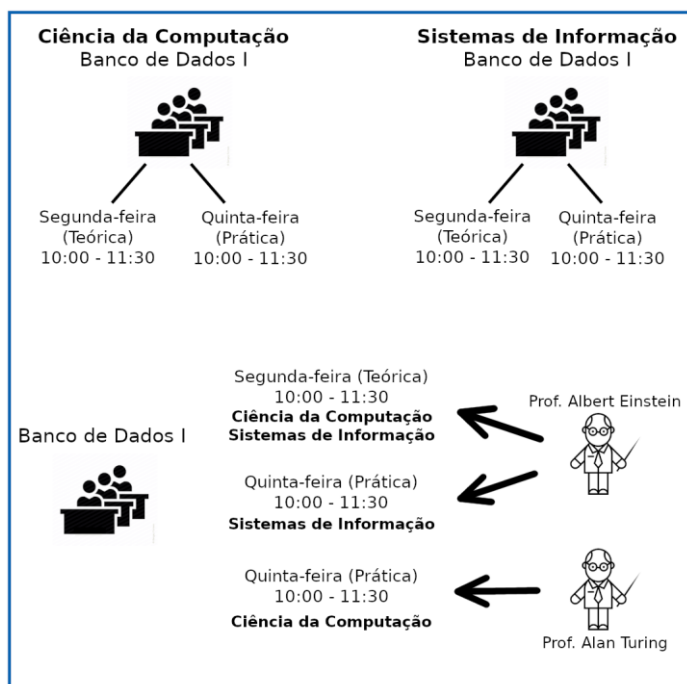 Ciência da Computação
Banco de Dados I
Segunda-feira
(Teórica)
10:00 - 11:30
Quinta-feira
(Prática)
10:00 - 11:30
Sistemas de Informação
Banco de Dados I
Segunda-feira
(Teórica)
10:00 - 11:30
Quinta-feira
(Prática)
10:00 - 11:30
Banco de Dados I
Segunda-feira (Teórica)
10:00 - 11:30
Ciência da Computação
Sistemas de Informação
Prof. Albert Einstein
Quinta-feira (Prática)
10:00 - 11:30
Sistemas de Informação
Quinta-feira (Prática)
10:00 - 11:30
Ciência da Computação
Prof. Alan Turing